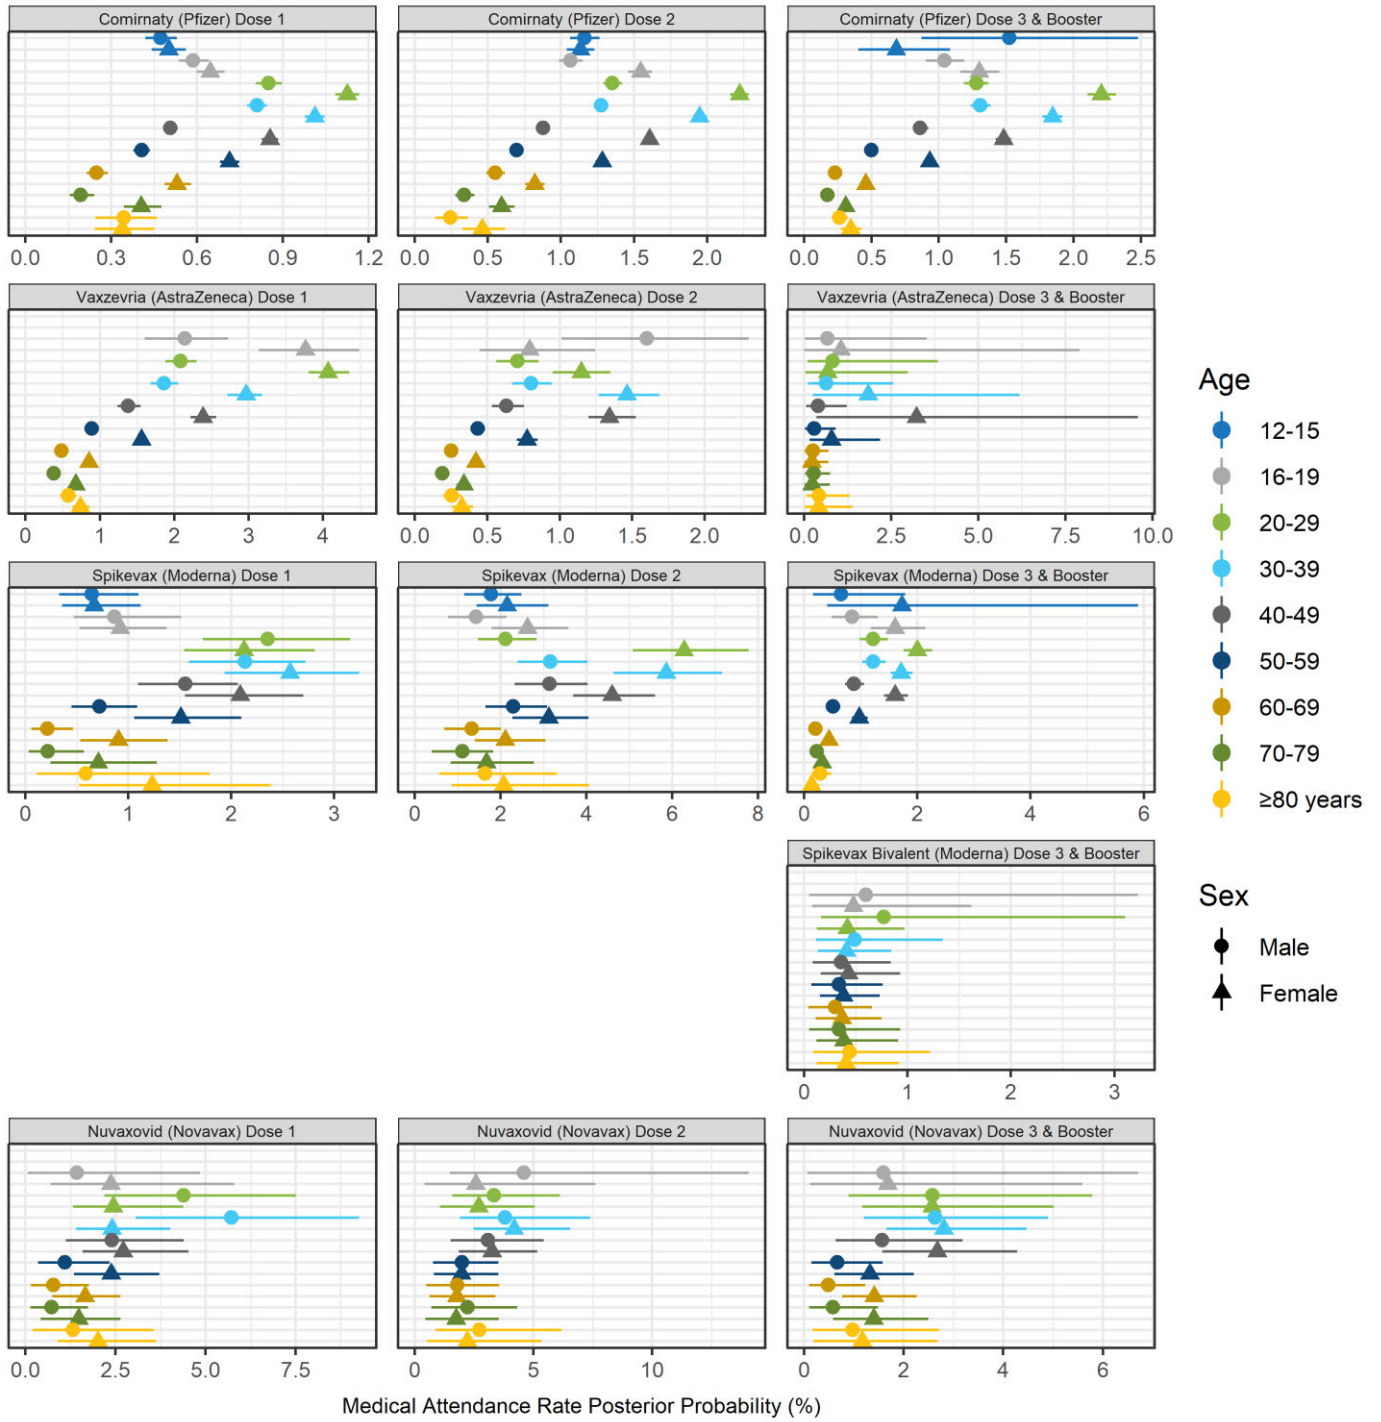 Comirnaty (Pfizer) Dose 1
Comirnaty (Pfizer) Dose 2
Comirnaty (Pfizer) Dose 3 & Booster
0.0 0.3 0.6 0.9 1.2
0.0 0.5 1.0 1.5 2.0
0.0 0.5 1.0 1.5 2.0 2.5
Vaxzevria (AstraZeneca) Dose 1
Vaxzevria (AstraZeneca) Dose 2
Vaxzevria (AstraZeneca) Dose 3 & Booster
0 1 2 3 4
0.0 0.5 1.0 1.5 2.0
0.0 2.5 5.0 7.5 10.0
Spikevax (Moderna) Dose 1
Spikevax (Moderna) Dose 2
Spikevax (Moderna) Dose 3 & Booster
0 1 2 3
0 2 4 6 8
0 2 4 6
Spikevax Bivalent (Moderna) Dose 3 & Booster
0 1 2 3
Nuvaxovid (Novavax) Dose 1
Nuvaxovid (Novavax) Dose 2
Nuvaxovid (Novavax) Dose 3 & Booster
0.0 2.5 5.0 7.5
0 5 10
0 2 4 6
Medical Attendance Rate Posterior Probability (%)
Age
12-15
16-19
20-29
30-39
40-49
50-59
60-69
70-79
≥80 years
Sex
Male
Female